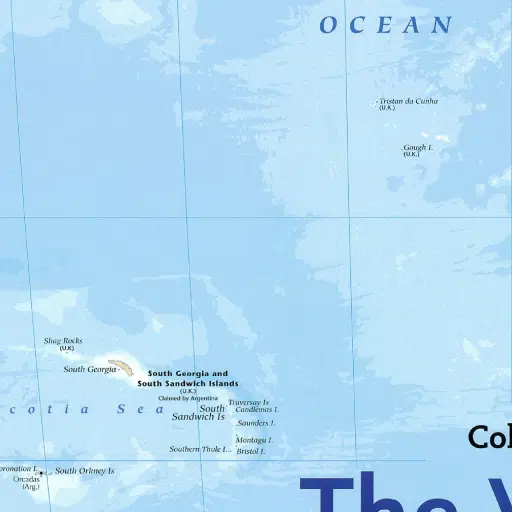 OCEAN
Tristan da Cunha
(U.K.)
Gough I.
(U.K.)
Shag Rocks
(U.K)
South Georgia
South Georgia and
South Sandwich Islands
(U.K.)
Claimed by Argentina
cotia Sea
South
Sandwich Is
Traversay Is
Candlemas I.
Saunders I.
Montagu I.
Southern Thule I...
Bristol I.
Col
oronation I.
South Orkney Is
Orcadas
(Arg.)
The V